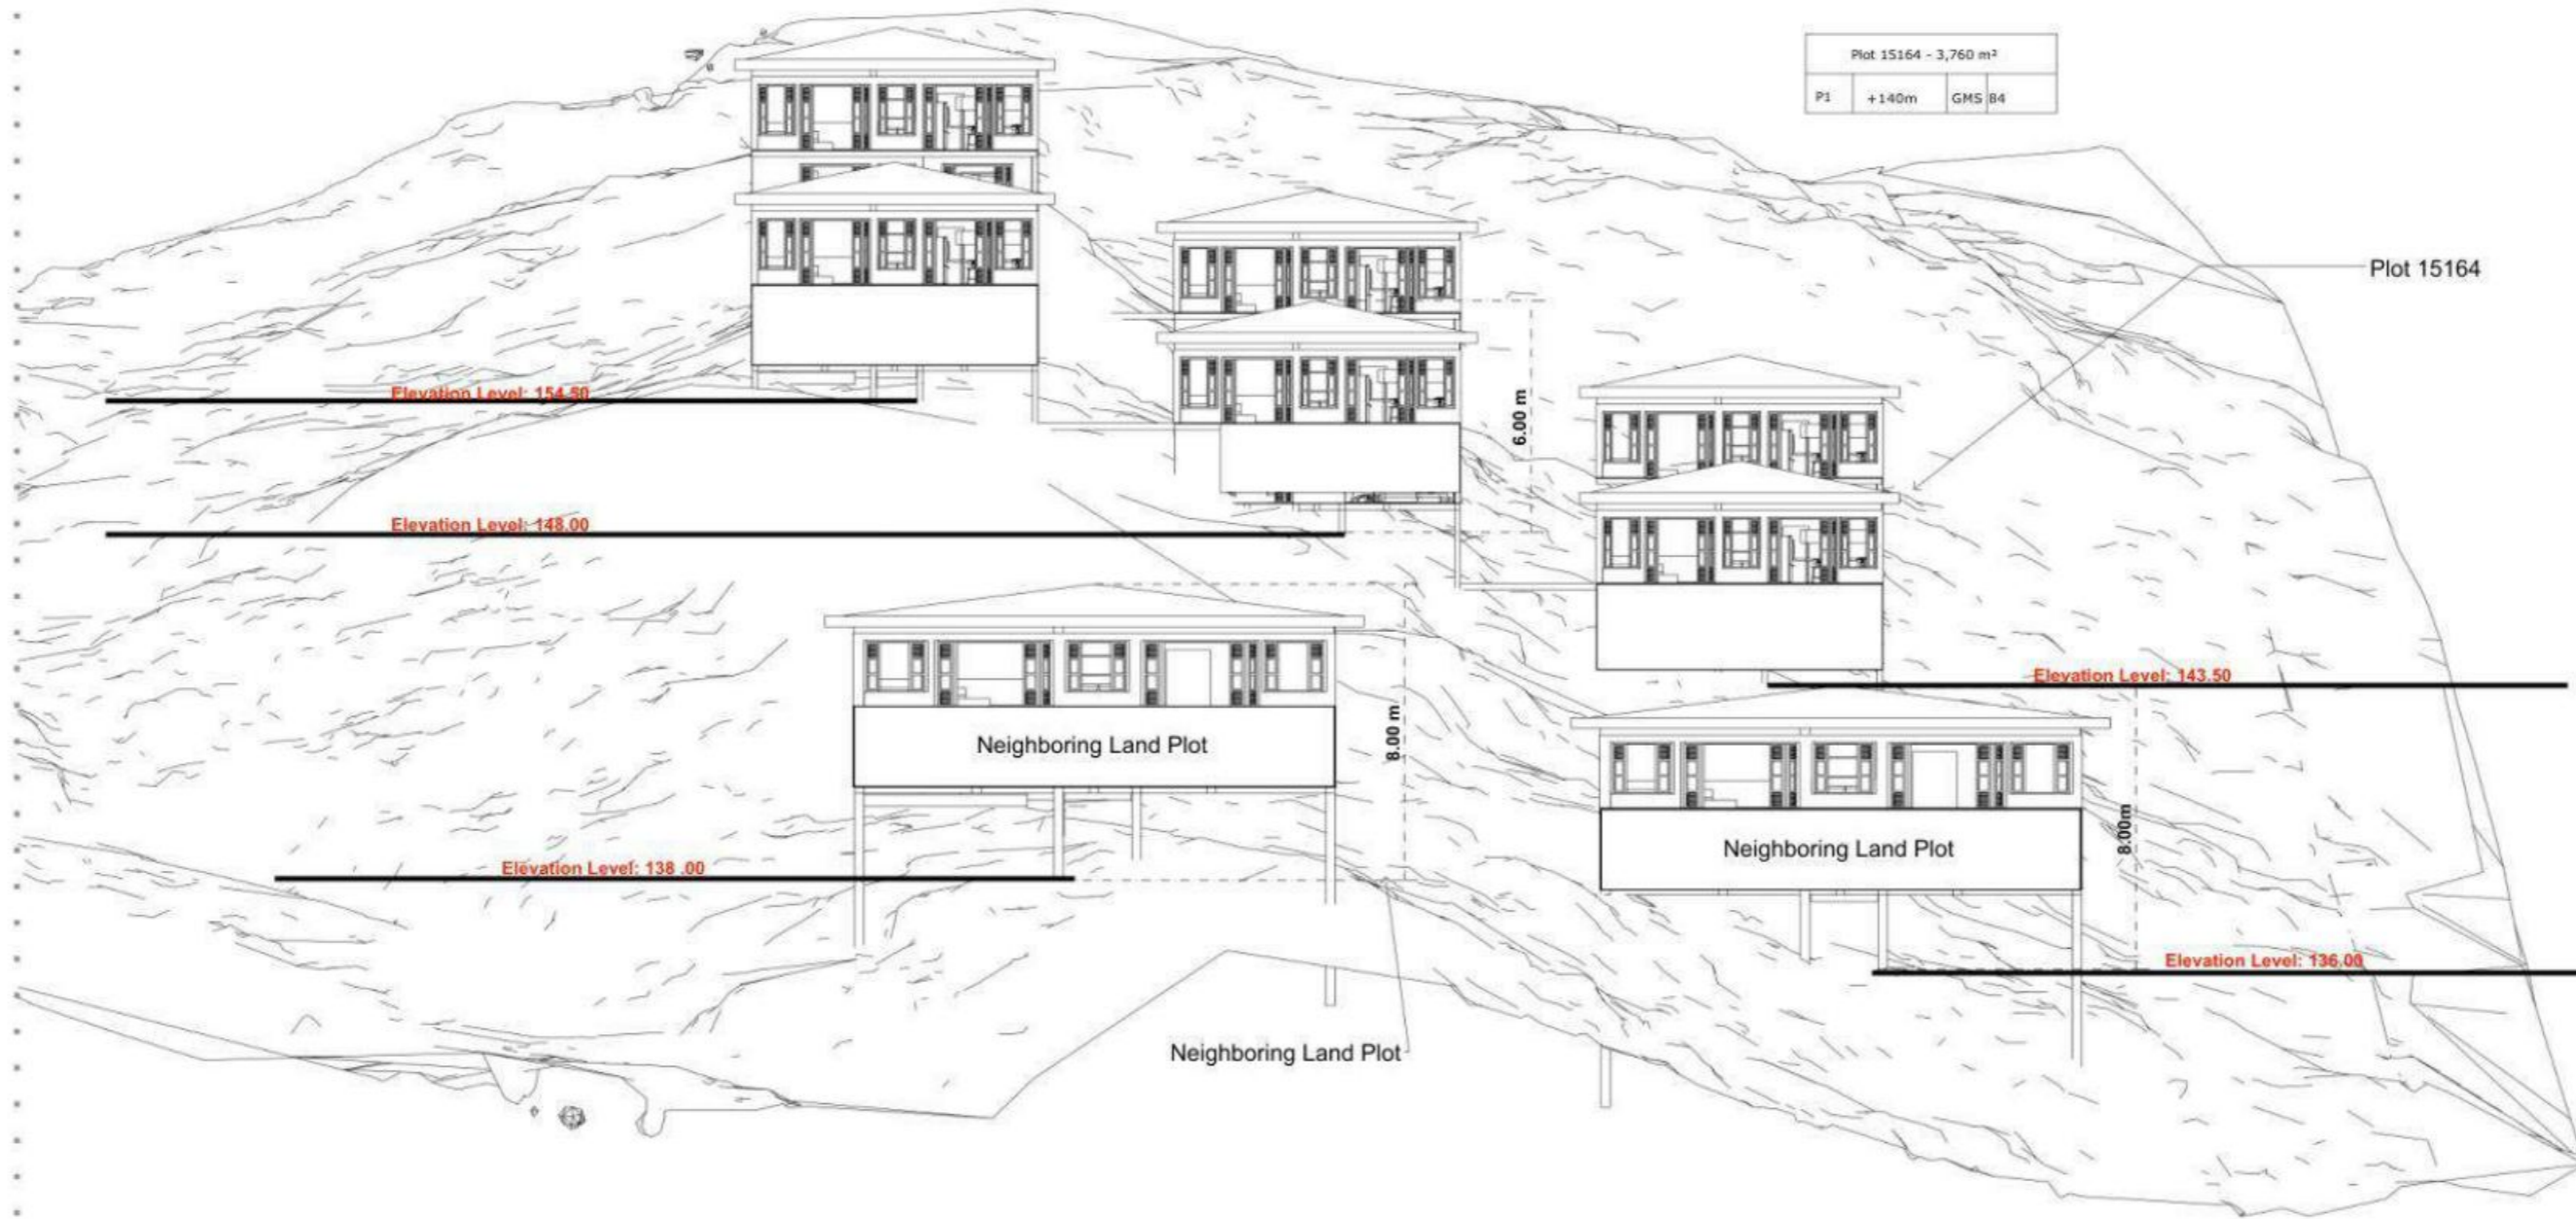 Plot 15164 - 3,760 m²
P1 +140m GMS 84
Plot 15164
Elevation Level: 154.50
6.00 m
Elevation Level: 148.00
Elevation Level: 143.50
8.00 m
Neighboring Land Plot
8.00m
Neighboring Land Plot
Elevation Level: 138 .00
Elevation Level: 136.00
Neighboring Land Plot